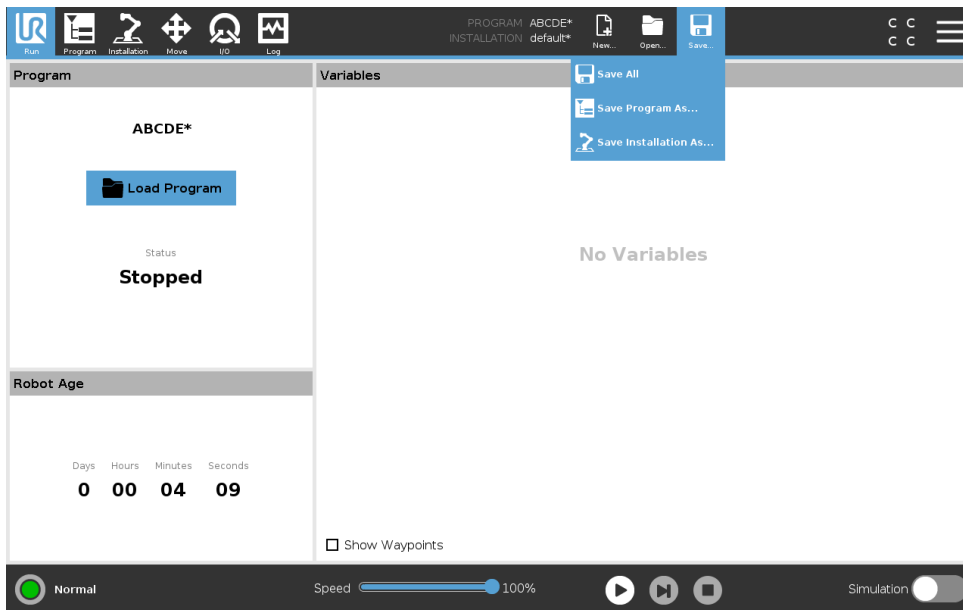 UR
PROGRAM ABCDE*
INSTALLATION default*
Run Program Installation Move I/O Log
New... Open... Save...
C C
C C
Save All
Save Program As...
Save Installation As...
Program
Variables
ABCDE*
Load Program
Status
Stopped
No Variables
Robot Age
Days Hours Minutes Seconds
0 00 04 09
Show Waypoints
Normal
Speed 100%
Simulation